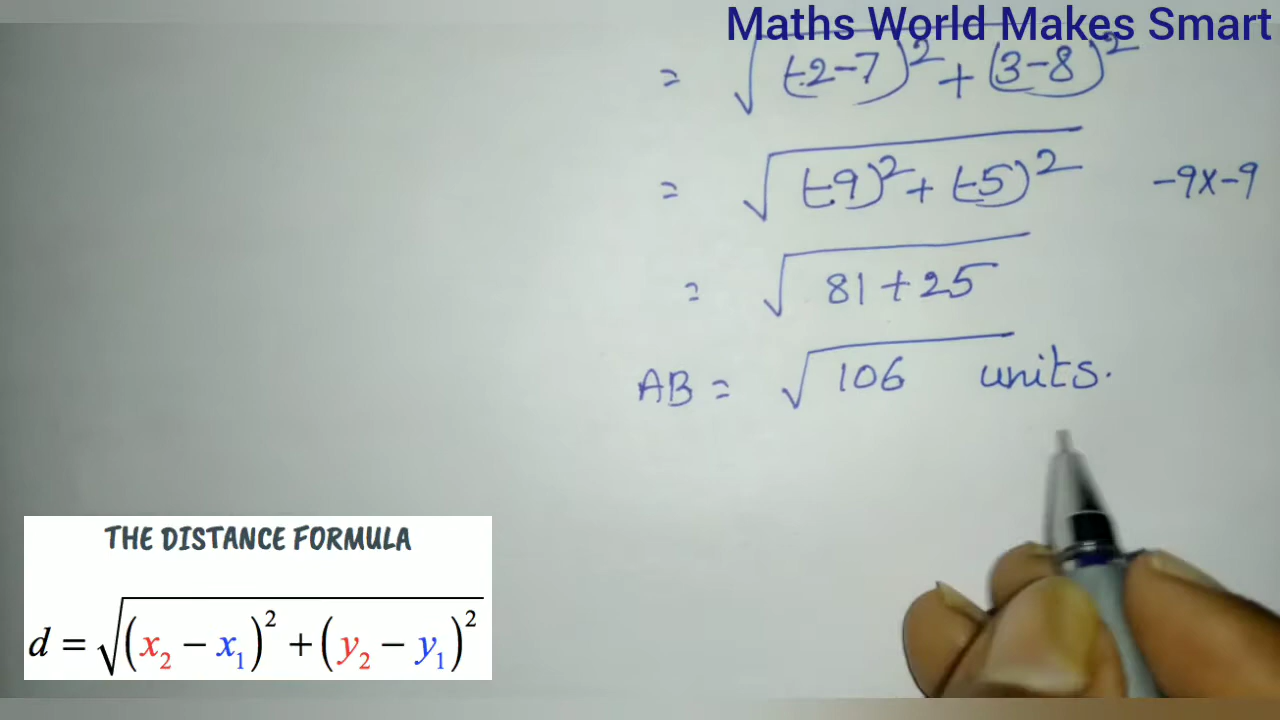 Maths World Makes Smart
= √(-2-7)² + (3-8)²
= √(-9)² + (-5)² -9x-9
= √81+25
AB = √106 units.
THE DISTANCE FORMULA
d = √(x₂ − x₁)² + (y₂ − y₁)²